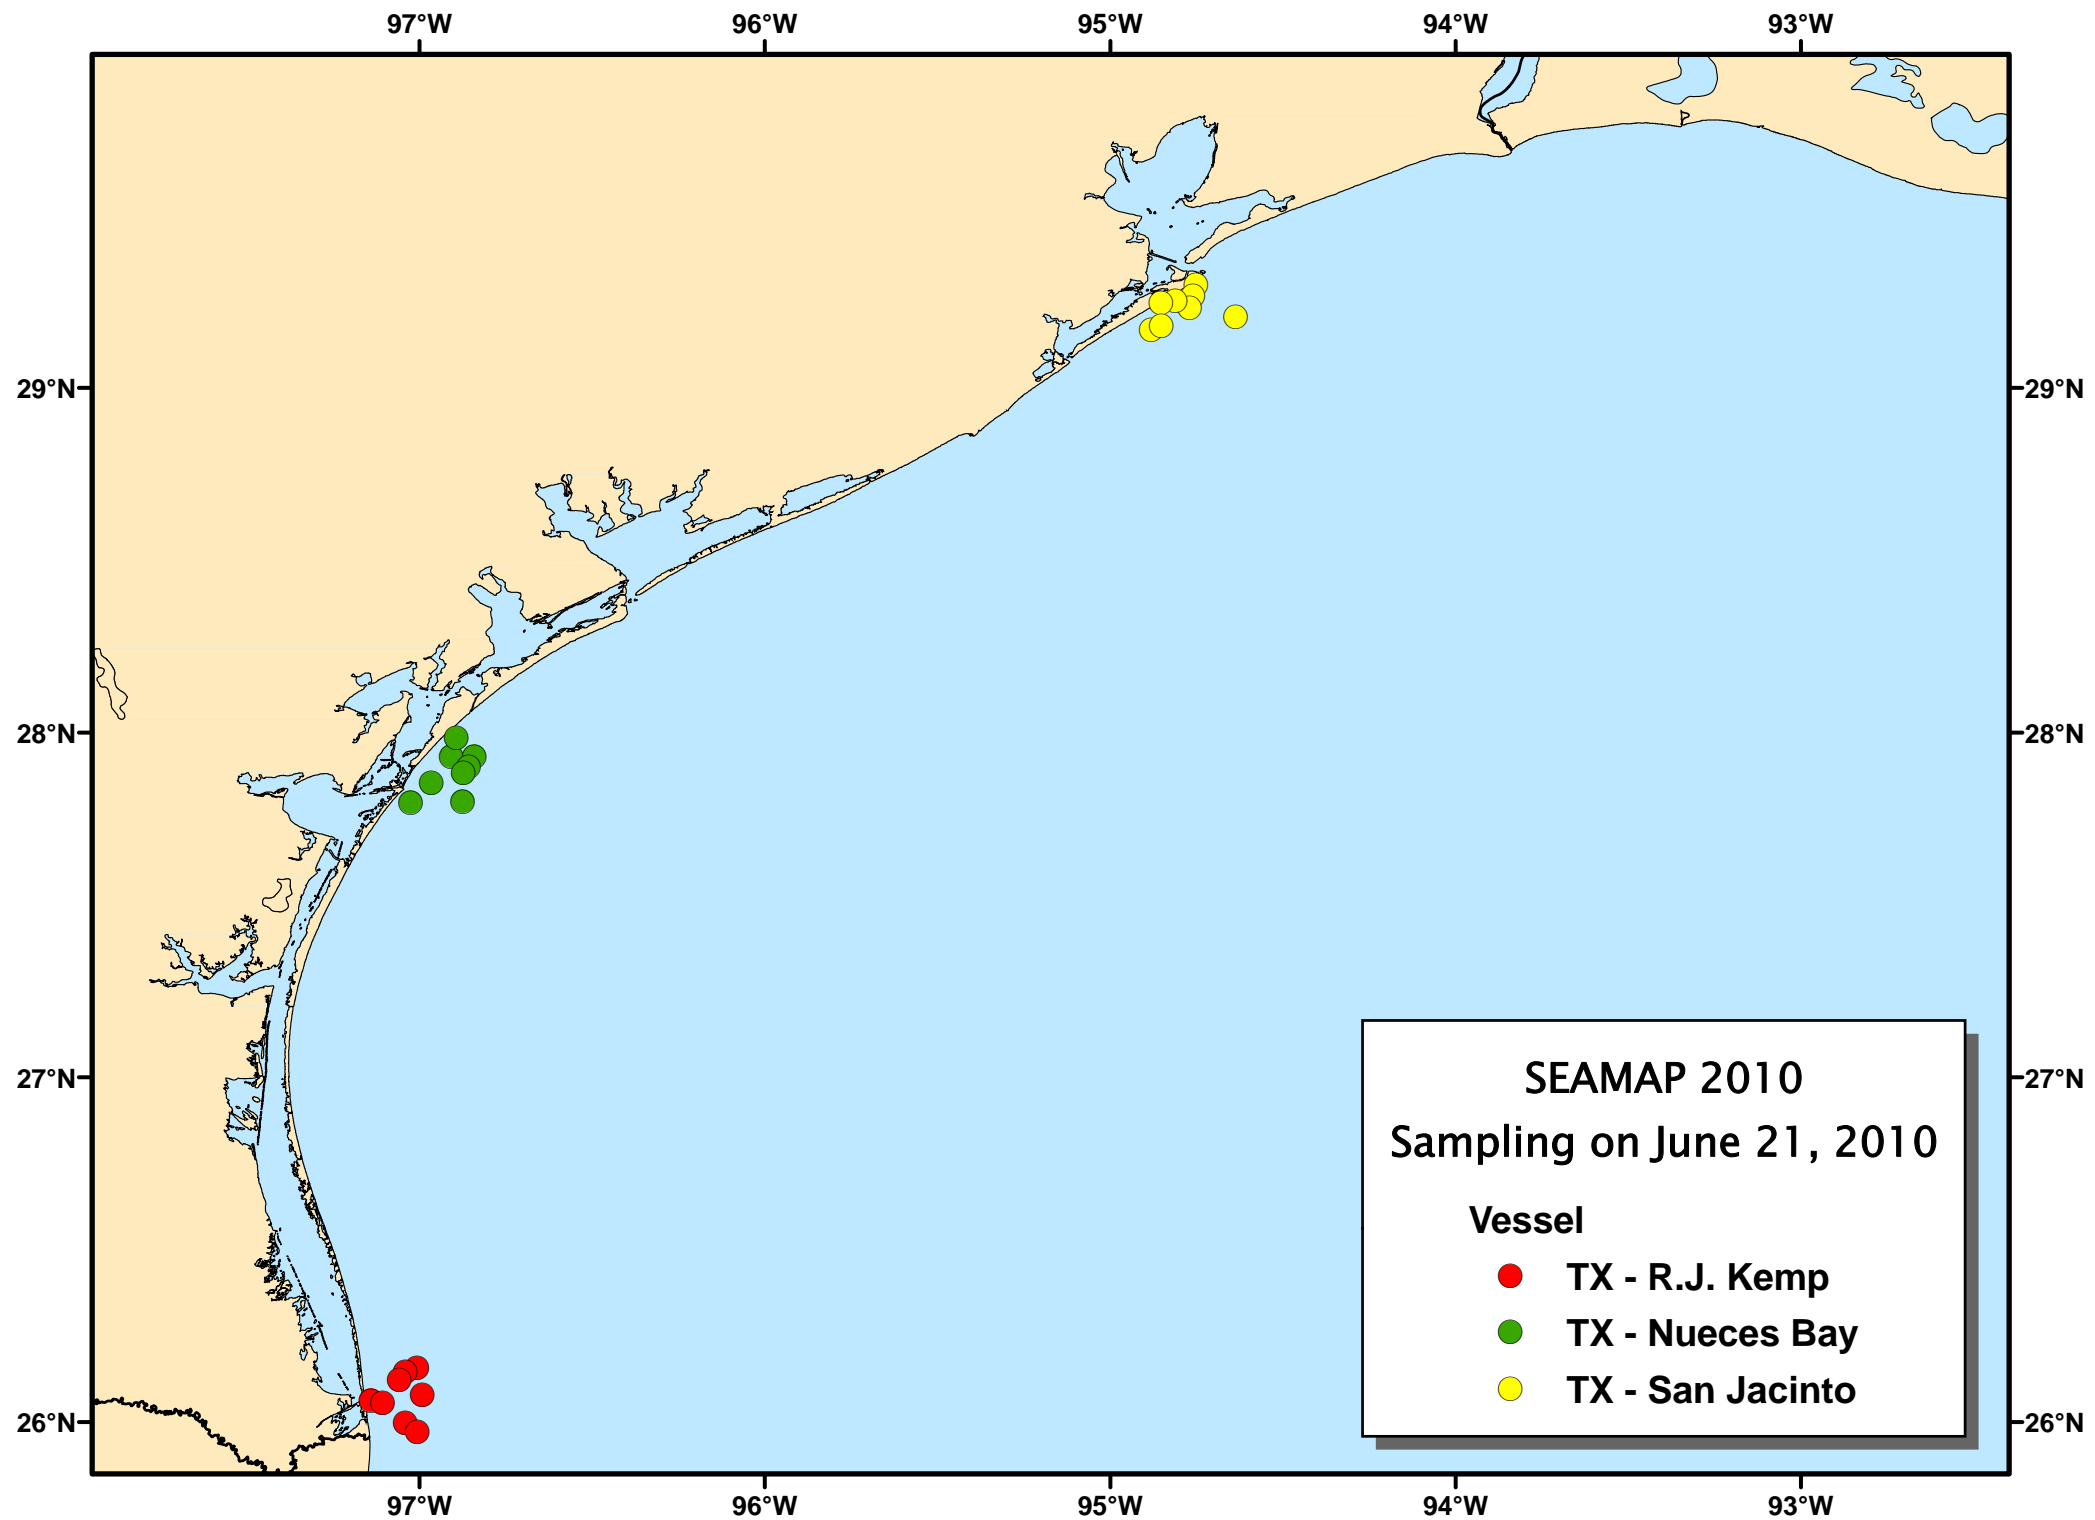 97°W 96°W 95°W 94°W 93°W
29°N 29°N
28°N 28°N
27°N 27°N
SEAMAP 2010
Sampling on June 21, 2010
Vessel
TX - R.J. Kemp
TX - Nueces Bay
TX - San Jacinto
26°N 26°N
97°W 96°W 95°W 94°W 93°W